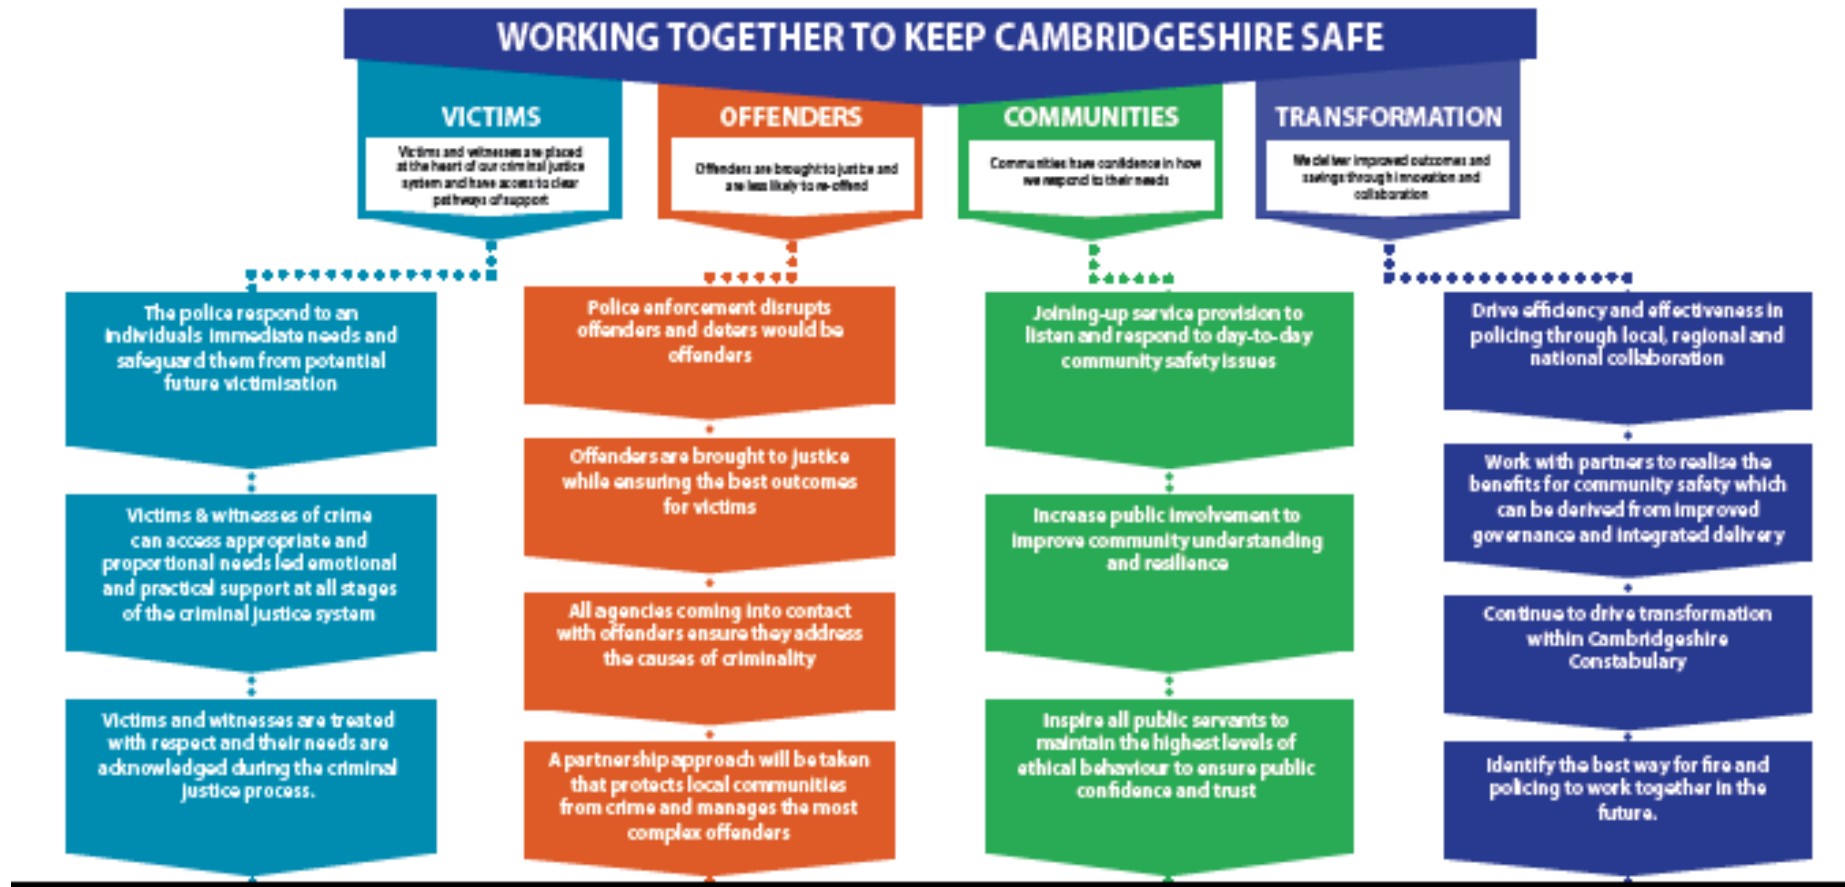 WORKING TOGETHER TO KEEP CAMBRIDGESHIRE SAFE
VICTIMS
Victims and witnesses are placed
at the heart of our criminal justice
system and have access to clear
pathways of support
OFFENDERS
Offenders are brought to justice and
are less likely to re-offend
COMMUNITIES
Communities have confidence in how
we respond to their needs
TRANSFORMATION
We deliver improved outcomes and
savings through innovation and
collaboration
The police respond to an
individuals immediate needs and
safeguard them from potential
future victimisation
Victims & witnesses of crime
can access appropriate and
proportional needs led emotional
and practical support at all stages
of the criminal justice system
Victims and witnesses are treated
with respect and their needs are
acknowledged during the criminal
justice process.
Police enforcement disrupts
offenders and deters would be
offenders
Offenders are brought to justice
while ensuring the best outcomes
for victims
All agencies coming into contact
with offenders ensure they address
the causes of criminality
A partnership approach will be taken
that protects local communities
from crime and manages the most
complex offenders
Joining-up service provision to
listen and respond to day-to-day
community safety issues
Increase public involvement to
improve community understanding
and resilience
Inspire all public servants to
maintain the highest levels of
ethical behaviour to ensure public
confidence and trust
Drive efficiency and effectiveness in
policing through local, regional and
national collaboration
Work with partners to realise the
benefits for community safety which
can be derived from improved
governance and integrated delivery
Continue to drive transformation
within Cambridgeshire
Constabulary
Identify the best way for fire and
policing to work together in the
future.